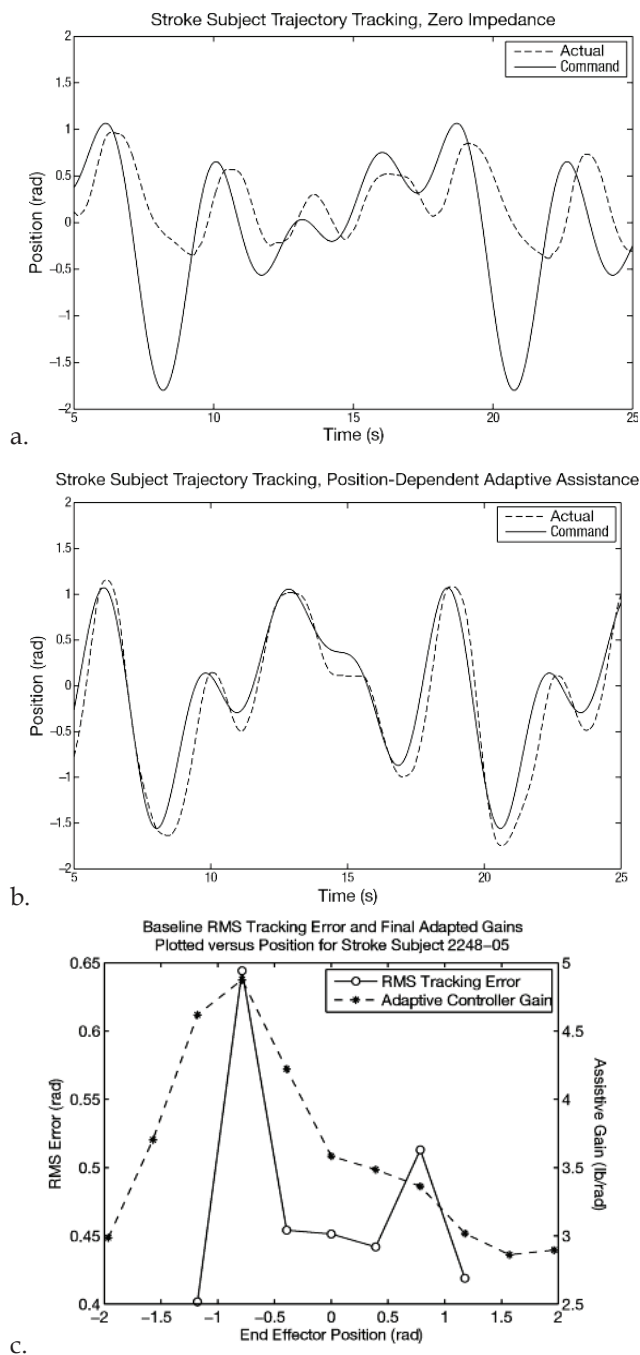 Stroke Subject Trajectory Tracking, Zero Impedance
2
1.5
1
0.5
0
−0.5
−1
−1.5
−2
Position (rad)
Actual
Command
5
10
15
20
25
Time (s)
a.
Stroke Subject Trajectory Tracking, Position-Dependent Adaptive Assistance
2
1.5
1
0.5
0
−0.5
−1
−1.5
−2
Position (rad)
Actual
Command
5
10
15
20
25
Time (s)
b.
Baseline RMS Tracking Error and Final Adapted Gains
Plotted versus Position for Stroke Subject 2248−05
0.65
0.6
0.55
0.5
0.45
0.4
RMS Error (rad)
RMS Tracking Error
Adaptive Controller Gain
5
4.5
4
3.5
3
2.5
Assistive Gain (lb/rad)
−2
−1.5
−1
−0.5
0
0.5
1
1.5
2
End Effector Position (rad)
c.